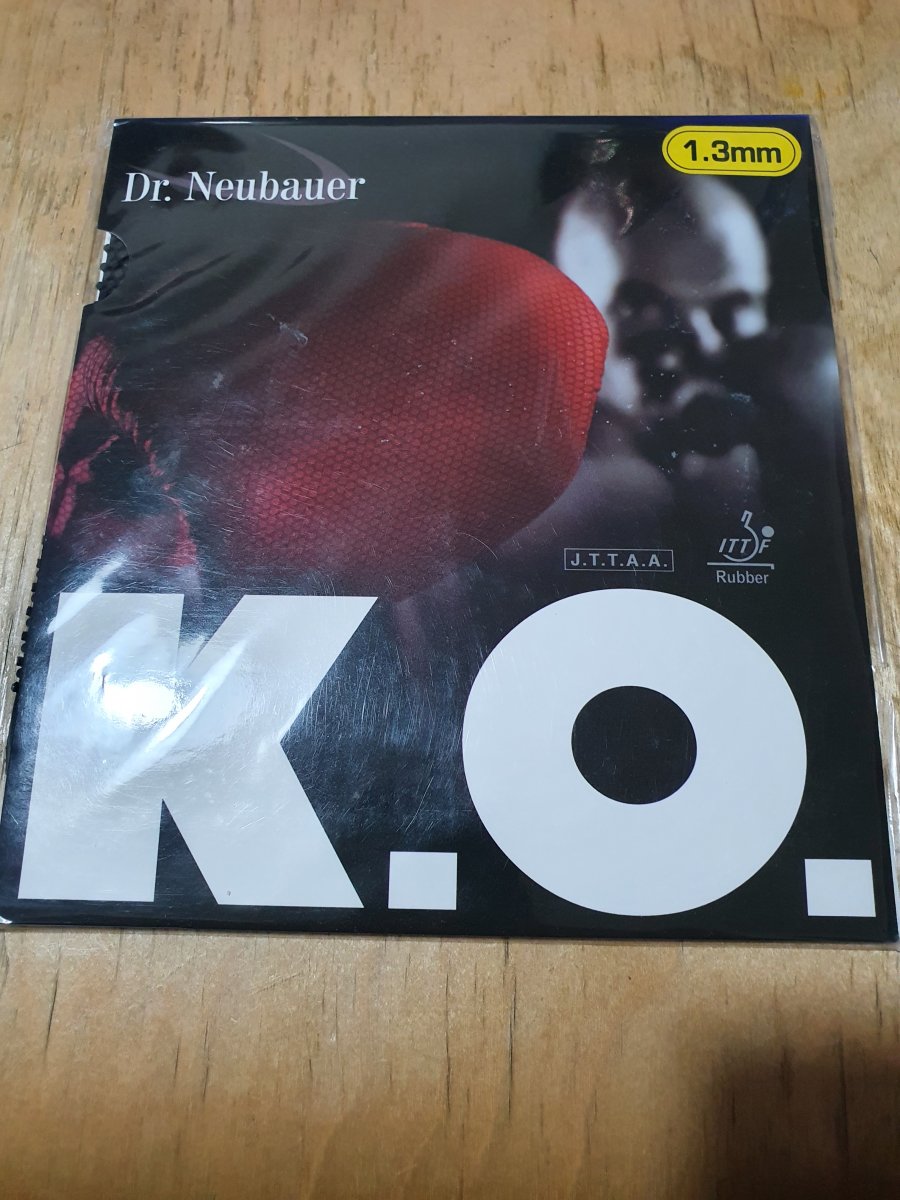 1.3mm
Dr. Neubauer
J.T.T.A.A.
ITTF
Rubber
K.O.